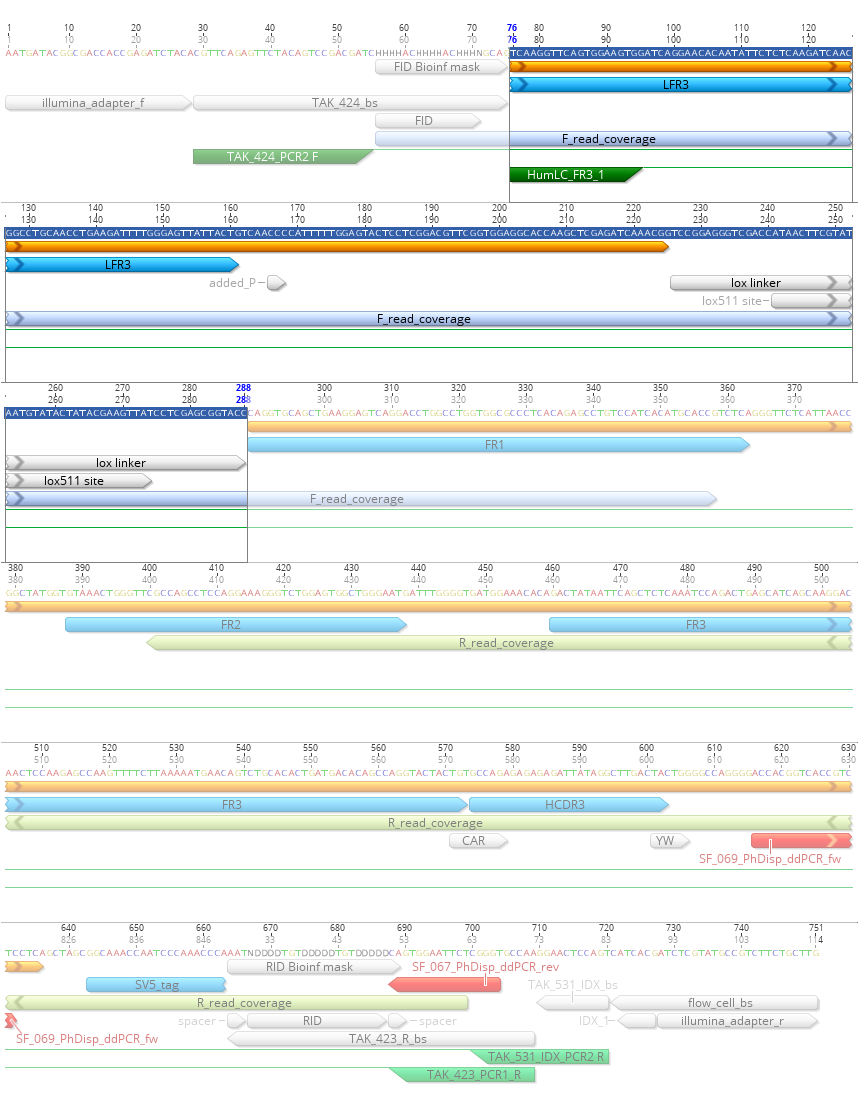 1 10 20 30 40 50 60 70 76 80 90 100 110 120
1 10 20 30 40 50 60 70 76 80 90 100 110 120
AATGATACGGCGACCACCGAGATCTACACGTTCAGAGTTCTACAGTCCGACGATCHHHHACHHHHACHHHNGCAGTCAAGGTTCAGTGGAAGTGGATCAGGAACACAATATTCTCTCAAGATCAAC
FID Bioinf mask
LFR3
illumina_adapter_f TAK_424_bs
FID
F_read_coverage
TAK_424_PCR2 F
HumLC_FR3_1
130 140 150 160 170 180 190 200 210 220 230 240 250
130 140 150 160 170 180 190 200 210 220 230 240 250
GGCCTGCAACCTGAAGATTTTGGGAGTTATTACTGTCAACCCCATTTTTGGAGTACTCCTCGGACGTTCGGTGGAGGCACCAAGCTCGAGATCAAACGGTCCGGAGGGTCGACCATAACTTCGTAT
LFR3
added_P lox linker
lox511 site
F_read_coverage
260 270 280 288 300 310 320 330 340 350 360 370
260 270 280 288 300 310 320 330 340 350 360 370
AATGTATACTATACGAAGTTATCCTCGAGCGGTACCCAGGTGCAGCTGAAGGAGTCAGGACCTGGCCTGGTGGCGCCCTCACAGAGCCTGTCCATCACATGCACCGTCTCAGGGTTCTCATTAACC
FR1
lox linker
lox511 site
F_read_coverage
380 390 400 410 420 430 440 450 460 470 480 490 500
380 390 400 410 420 430 440 450 460 470 480 490 500
GGCTATGGTGTAAACTGGGTTCGCCAGCCTCCAGGAAAGGGTCTGGAGTGGCTGGGAATGATTTGGGGTGATGGAAACACAGACTATAATTCAGCTCTCAAATCCAGACTGAGCATCAGCAAGGAC
FR2 FR3
R_read_coverage
510 520 530 540 550 560 570 580 590 600 610 620 630
510 520 530 540 550 560 570 580 590 600 610 620 630
AACTCCAAGAGCCAAGTTTTCTTAAAAATGAACAGTCTGCACACTGATGACACAGCCAGGTACTACTGTGCCAGAGAGAGAGATTATAGGCTTGACTACTGGGGCCAGGGGACCACGGTCACCGTC
FR3 HCDR3
R_read_coverage
CAR YW
SF_069_PhDisp_ddPCR_fw
640 650 660 670 680 690 700 710 720 730 740 751
826 836 846 33 43 53 63 73 83 93 103 114
TCCTCAGCTAGCGGCAAACCAATCCCAAACCCAAATNDDDDTGTDDDDDTGTDDDDDCAGTGGAATTCTCGGGTGCCAAGGAACTCCAGTCATCACGATCTCGTATGCCGTCTTCTGCTTG
RID Bioinf mask SF_067_PhDisp_ddPCR_rev
SV5_tag TAK_531_IDX_bs
R_read_coverage flow_cell_bs
spacer RID spacer IDX_1 illumina_adapter_r
SF_069_PhDisp_ddPCR_fw TAK_423_R_bs
TAK_531_IDX_PCR2 R
TAK_423_PCR1_R